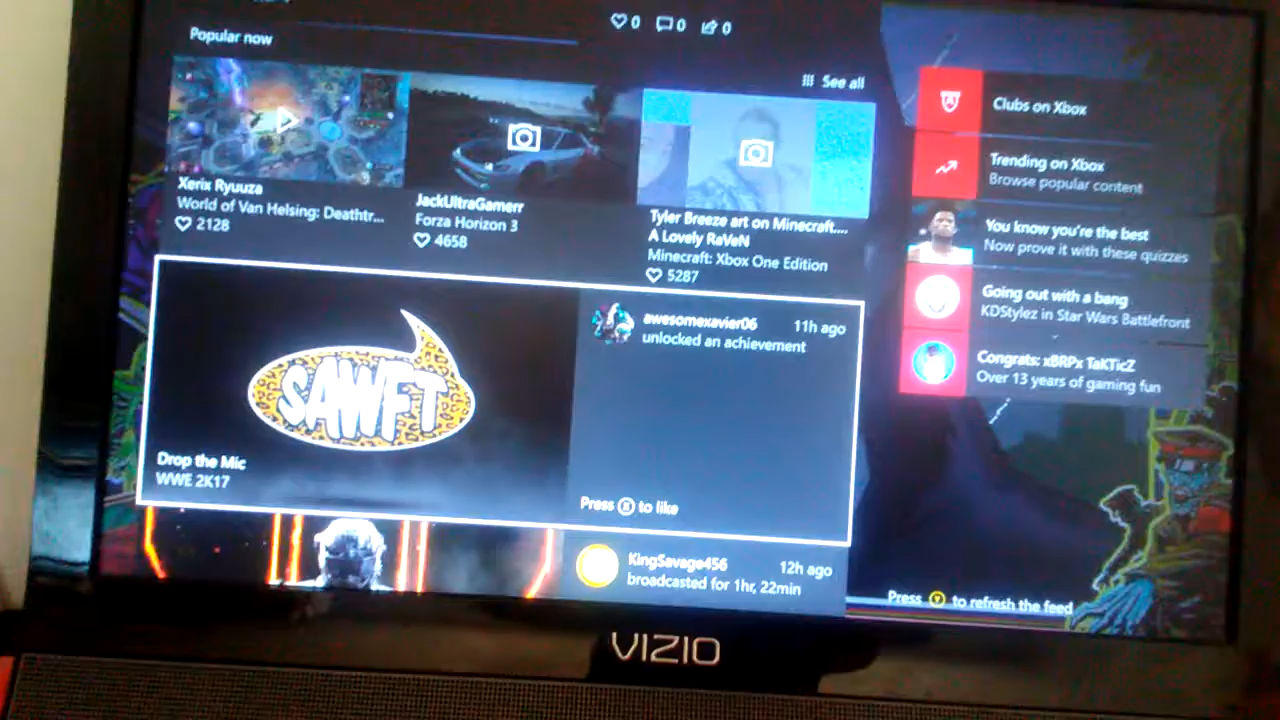 0 0 0
Popular now
See all
Xerix Ryuuza
World of Van Helsing: Deathtr...
2128
JackUltraGamerr
Forza Horizon 3
4658
Tyler Breeze art on Minecraft....
A Lovely RaVeN
Minecraft: Xbox One Edition
5287
SAWFT
Drop the Mic
WWE 2K17
awesomexavier06 11h ago
unlocked an achievement
Press X to like
KingSavage456 12h ago
broadcasted for 1hr, 22min
Clubs on Xbox
Trending on Xbox
Browse popular content
You know you're the best
Now prove it with these quizzes
Going out with a bang
KDStylez in Star Wars Battlefront
Congrats: xBRPx TaKTicZ
Over 13 years of gaming fun
Press Y to refresh the feed
VIZIO